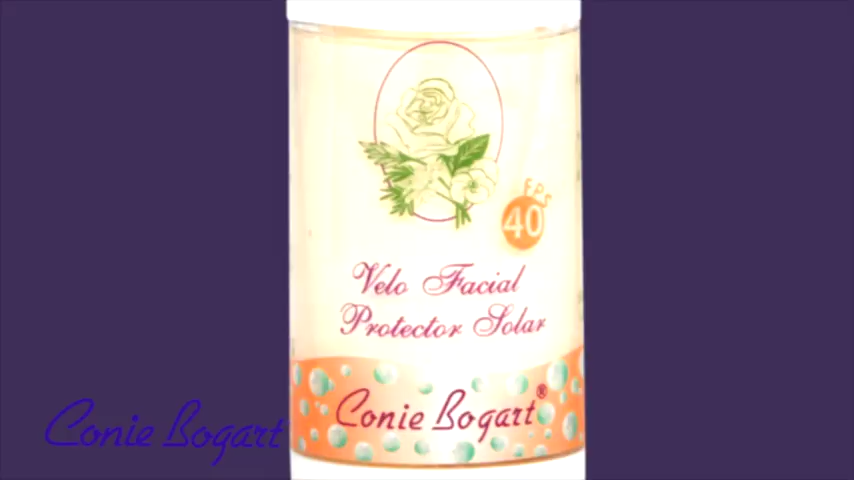 FPS
40
Velo Facial
Protector Solar
Conie Bogart®
Conie Bogart